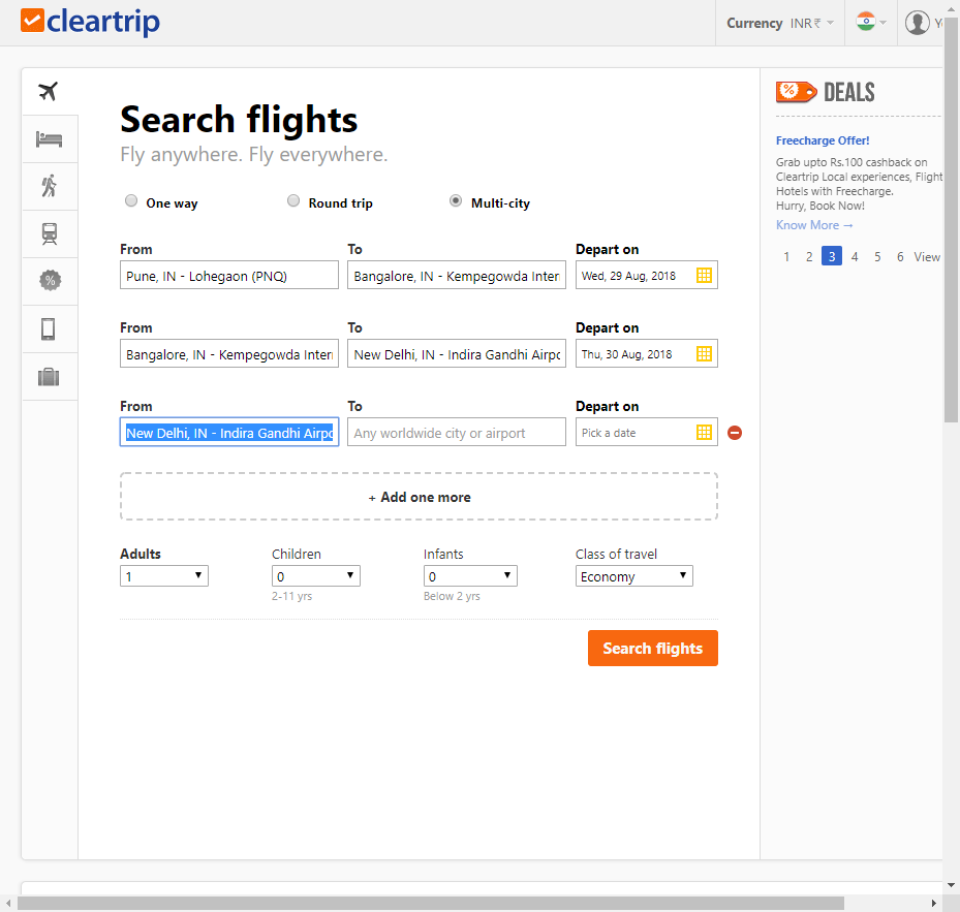 cleartrip
Currency INR ₹
Search flights
Fly anywhere. Fly everywhere.
One way Round trip Multi-city
From To Depart on
Pune, IN - Lohegaon (PNQ) Bangalore, IN - Kempegowda Inter Wed, 29 Aug, 2018
From To Depart on
Bangalore, IN - Kempegowda Intern New Delhi, IN - Indira Gandhi Airpo Thu, 30 Aug, 2018
From To Depart on
New Delhi, IN - Indira Gandhi Airpo Any worldwide city or airport Pick a date
+ Add one more
Adults Children Infants Class of travel
1 0 0 Economy
2-11 yrs Below 2 yrs
Search flights
% DEALS
Freecharge Offer!
Grab upto Rs.100 cashback on
Cleartrip Local experiences, Flight
Hotels with Freecharge.
Hurry, Book Now!
Know More →
1 2 3 4 5 6 View